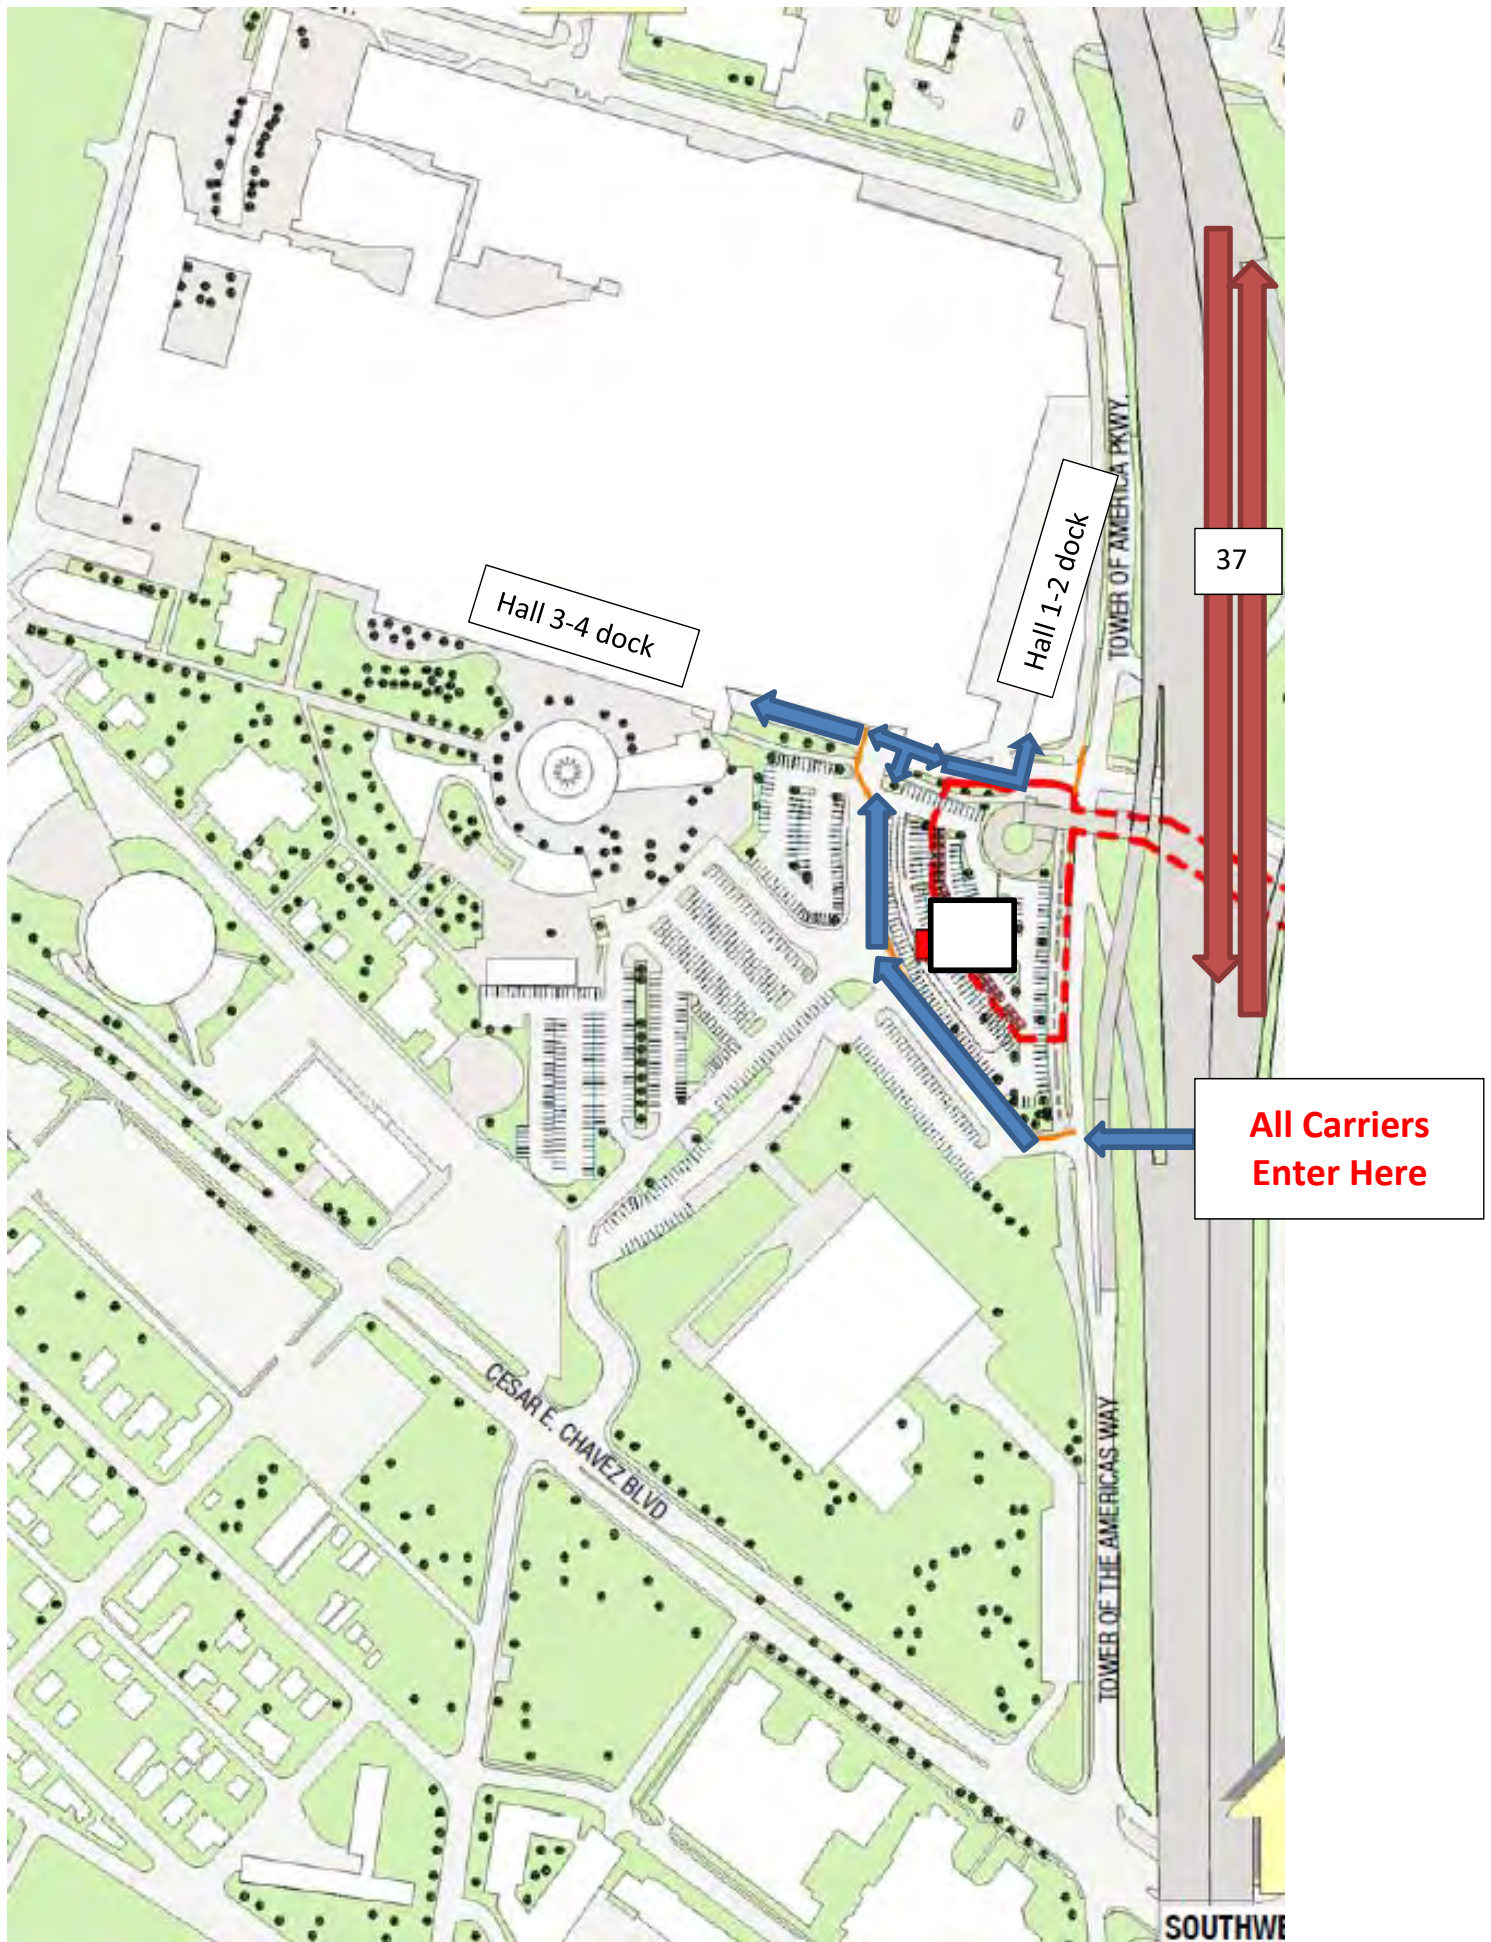 TOWER OF AMERICA PKWY.
Hall 1-2 dock
37
Hall 3-4 dock
All Carriers
Enter Here
CESAR E. CHAVEZ BLVD
TOWER OF THE AMERICAS WAY